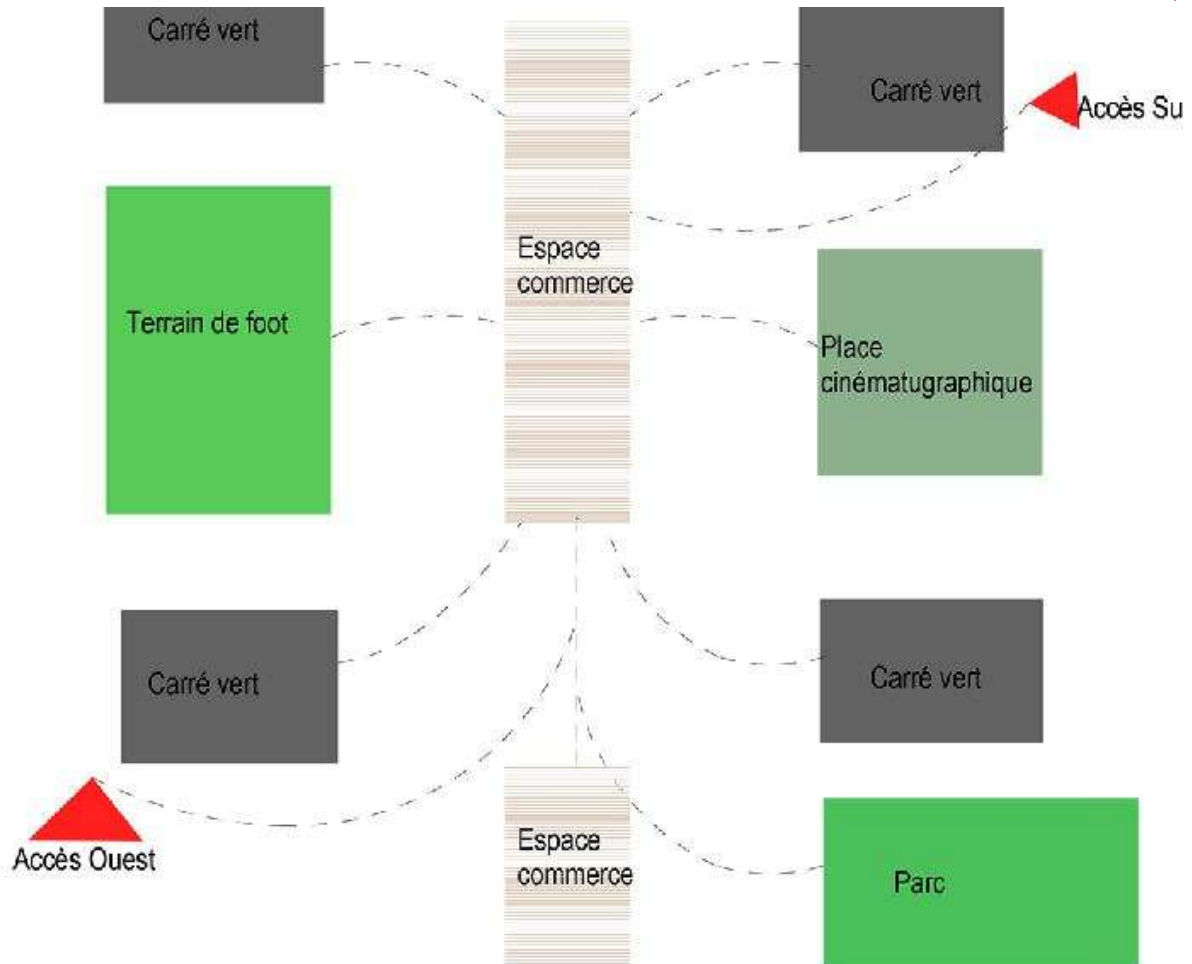 Carré vert
Carré vert
Accès Su
Espace
commerce
Terrain de foot
Place
cinématugraphique
Carré vert
Carré vert
Accès Ouest
Espace
commerce
Parc